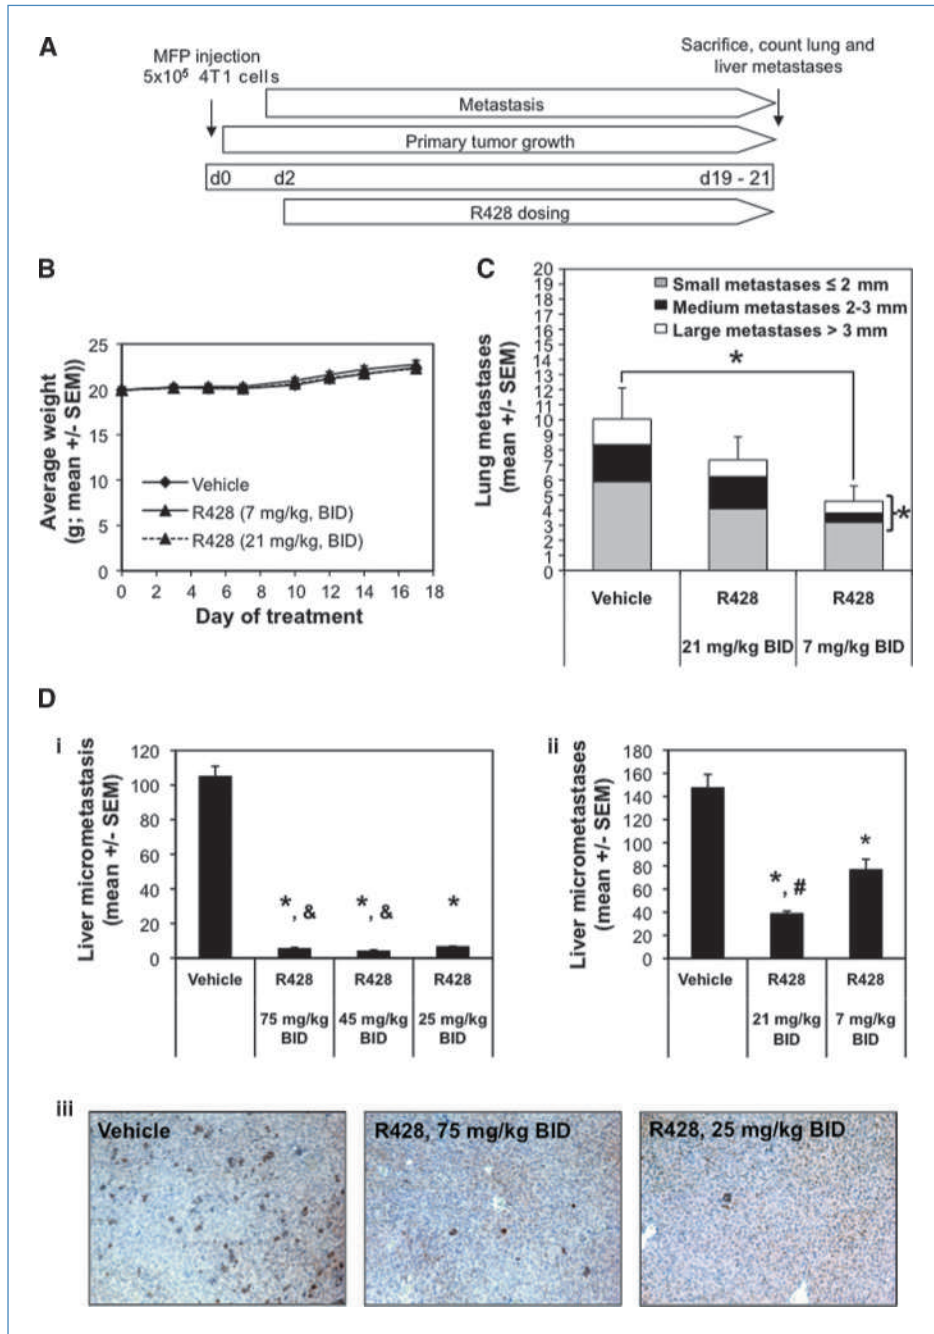 A
MFP injection
5x10⁵ 4T1 cells
Sacrifice, count lung and
liver metastases
Metastasis
Primary tumor growth
d0 d2 d19 - 21
R428 dosing
B
Average weight
(g; mean +/- SEM))
25
20
15
10
5
0
Vehicle
R428 (7 mg/kg, BID)
R428 (21 mg/kg, BID)
0 2 4 6 8 10 12 14 16 18
Day of treatment
C
Lung metastases
(mean +/- SEM)
20
19
18
17
16
15
14
13
12
11
10
9
8
7
6
5
4
3
2
1
0
Small metastases ≤ 2 mm
Medium metastases 2-3 mm
Large metastases > 3 mm
*
*
Vehicle R428 R428
21 mg/kg BID 7 mg/kg BID
D
i
Liver micrometastasis
(mean +/- SEM)
120
100
80
60
40
20
0
*, & *, & *
Vehicle R428 R428 R428
75 mg/kg 45 mg/kg 25 mg/kg
BID BID BID
ii
Liver micrometastases
(mean +/- SEM)
180
160
140
120
100
80
60
40
20
0
*, # *
Vehicle R428 R428
21 mg/kg 7 mg/kg
BID BID
iii
Vehicle
R428, 75 mg/kg BID
R428, 25 mg/kg BID